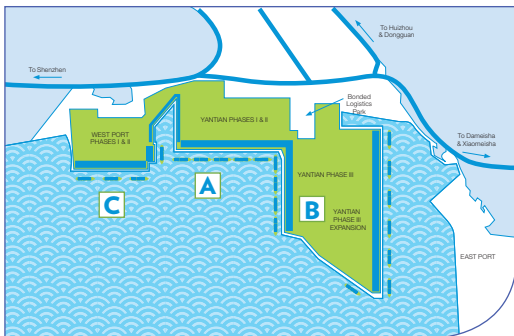 To Huizhou
& Dongguan
To Shenzhen
Bonded
Logistics
Park
YANTIAN PHASES I & II
WEST PORT
PHASES I & II
To Dameisha
& Xiaomeisha
A
YANTIAN PHASE III
C
B
YANTIAN
PHASE III
EXPANSION
EAST PORT